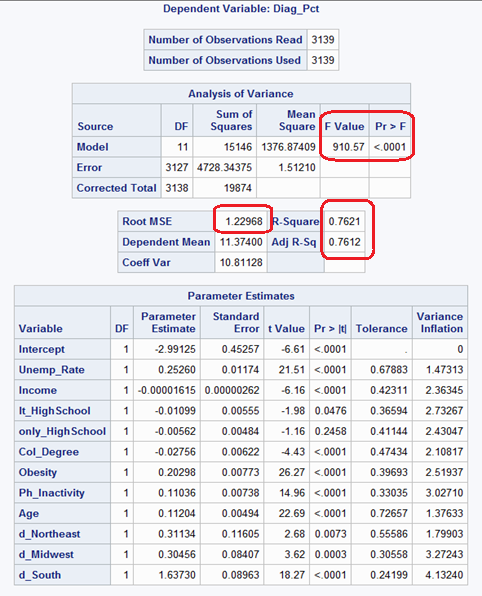 Dependent Variable: Diag_Pct
Number of Observations Read 3139
Number of Observations Used 3139
Analysis of Variance
Source DF Sum of Squares Mean Square F Value Pr > F
Model 11 15146 1376.87409 910.57 <.0001
Error 3127 4728.34375 1.51210
Corrected Total 3138 19874
Root MSE 1.22968 R-Square 0.7621
Dependent Mean 11.37400 Adj R-Sq 0.7612
Coeff Var 10.81128
Parameter Estimates
Variable DF Parameter Estimate Standard Error t Value Pr > |t| Tolerance Variance Inflation
Intercept 1 -2.99125 0.45257 -6.61 <.0001 . 0
Unemp_Rate 1 0.25260 0.01174 21.51 <.0001 0.67883 1.47313
Income 1 -0.00001615 0.00000262 -6.16 <.0001 0.42311 2.36345
lt_HighSchool 1 -0.01099 0.00555 -1.98 0.0476 0.36594 2.73267
only_HighSchool 1 -0.00562 0.00484 -1.16 0.2458 0.41144 2.43047
Col_Degree 1 -0.02756 0.00622 -4.43 <.0001 0.47434 2.10817
Obesity 1 0.20298 0.00773 26.27 <.0001 0.39693 2.51937
Ph_Inactivity 1 0.11036 0.00738 14.96 <.0001 0.33035 3.02710
Age 1 0.11204 0.00494 22.69 <.0001 0.72657 1.37633
d_Northeast 1 0.31134 0.11605 2.68 0.0073 0.55586 1.79903
d_Midwest 1 0.30456 0.08407 3.62 0.0003 0.30558 3.27243
d_South 1 1.63730 0.08963 18.27 <.0001 0.24199 4.13240